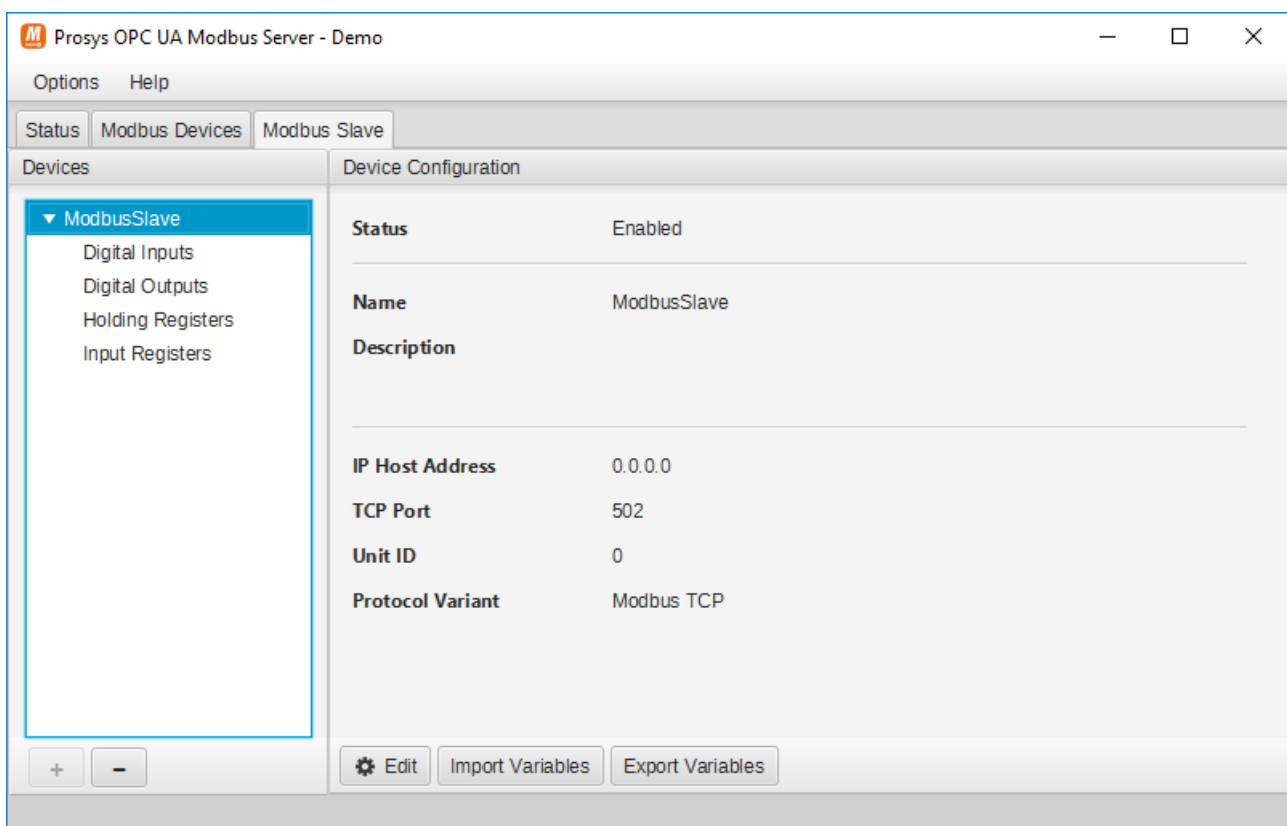 Prosys OPC UA Modbus Server - Demo
Options Help
Status Modbus Devices Modbus Slave
Devices
Device Configuration
ModbusSlave
Digital Inputs
Digital Outputs
Holding Registers
Input Registers
Status Enabled
Name ModbusSlave
Description
IP Host Address 0.0.0.0
TCP Port 502
Unit ID 0
Protocol Variant Modbus TCP
+ -
Edit Import Variables Export Variables